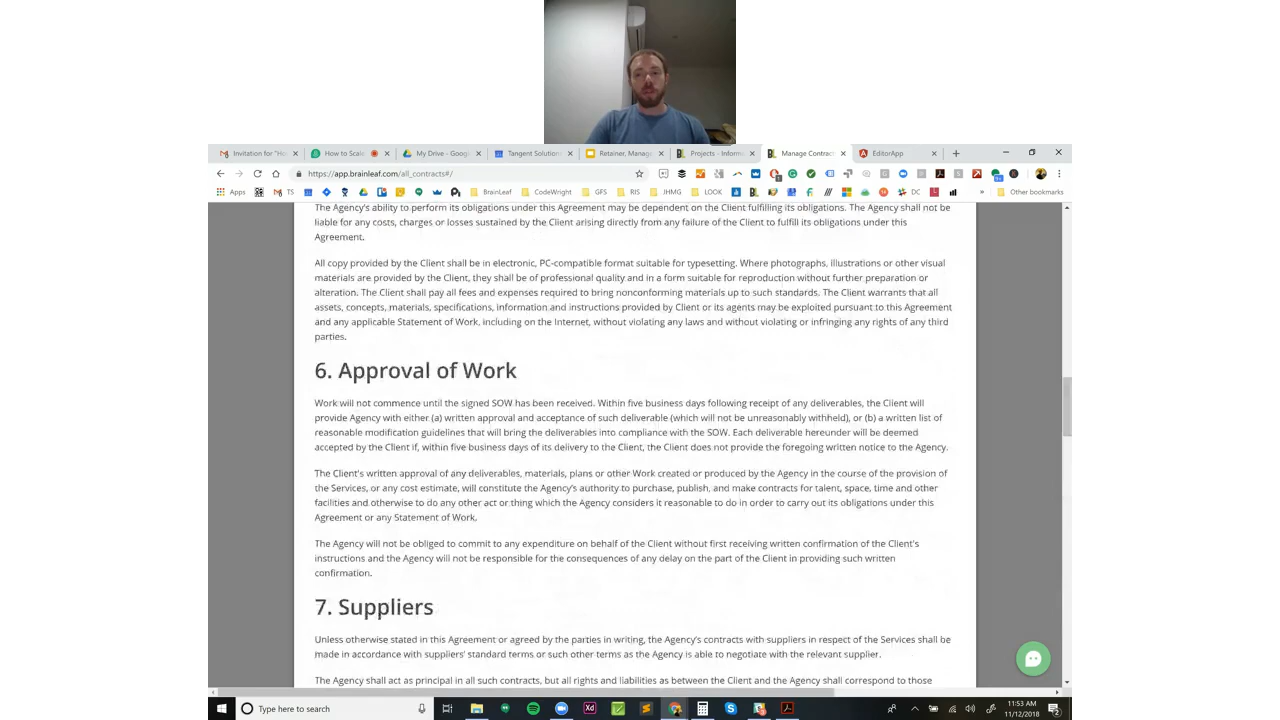 Invitation for "Ho
How to Scale
My Drive - Goog
Tangent Solution
Retainer, Manag
Projects - Inform
Manage Contrac
EditorApp
https://app.brainleaf.com/all_contracts#/
Apps
TS
BrainLeaf
CodeWright
GFS
RIS
JHMG
LOOK
DC
Other bookmarks
The Agency's ability to perform its obligations under this Agreement may be dependent on the Client fulfilling its obligations. The Agency shall not be
liable for any costs, charges or losses sustained by the Client arising directly from any failure of the Client to fulfill its obligations under this
Agreement.
All copy provided by the Client shall be in electronic, PC-compatible format suitable for typesetting. Where photographs, illustrations or other visual
materials are provided by the Client, they shall be of professional quality and in a form suitable for reproduction without further preparation or
alteration. The Client shall pay all fees and expenses required to bring nonconforming materials up to such standards. The Client warrants that all
assets, concepts, materials, specifications, information and instructions provided by Client or its agents may be exploited pursuant to this Agreement
and any applicable Statement of Work, including on the Internet, without violating any laws and without violating or infringing any rights of any third
parties.
6. Approval of Work
Work will not commence until the signed SOW has been received. Within five business days following receipt of any deliverables, the Client will
provide Agency with either (a) written approval and acceptance of such deliverable (which will not be unreasonably withheld), or (b) a written list of
reasonable modification guidelines that will bring the deliverables into compliance with the SOW. Each deliverable hereunder will be deemed
accepted by the Client if, within five business days of its delivery to the Client, the Client does not provide the foregoing written notice to the Agency.
The Client's written approval of any deliverables, materials, plans or other Work created or produced by the Agency in the course of the provision of
the Services, or any cost estimate, will constitute the Agency's authority to purchase, publish, and make contracts for talent, space, time and other
facilities and otherwise to do any other act or thing which the Agency considers it reasonable to do in order to carry out its obligations under this
Agreement or any Statement of Work.
The Agency will not be obliged to commit to any expenditure on behalf of the Client without first receiving written confirmation of the Client's
instructions and the Agency will not be responsible for the consequences of any delay on the part of the Client in providing such written
confirmation.
7. Suppliers
Unless otherwise stated in this Agreement or agreed by the parties in writing, the Agency's contracts with suppliers in respect of the Services shall be
made in accordance with suppliers' standard terms or such other terms as the Agency is able to negotiate with the relevant supplier.
The Agency shall act as principal in all such contracts, but all rights and liabilities as between the Client and the Agency shall correspond to those
Type here to search
Xd
11:53 AM
11/12/2018